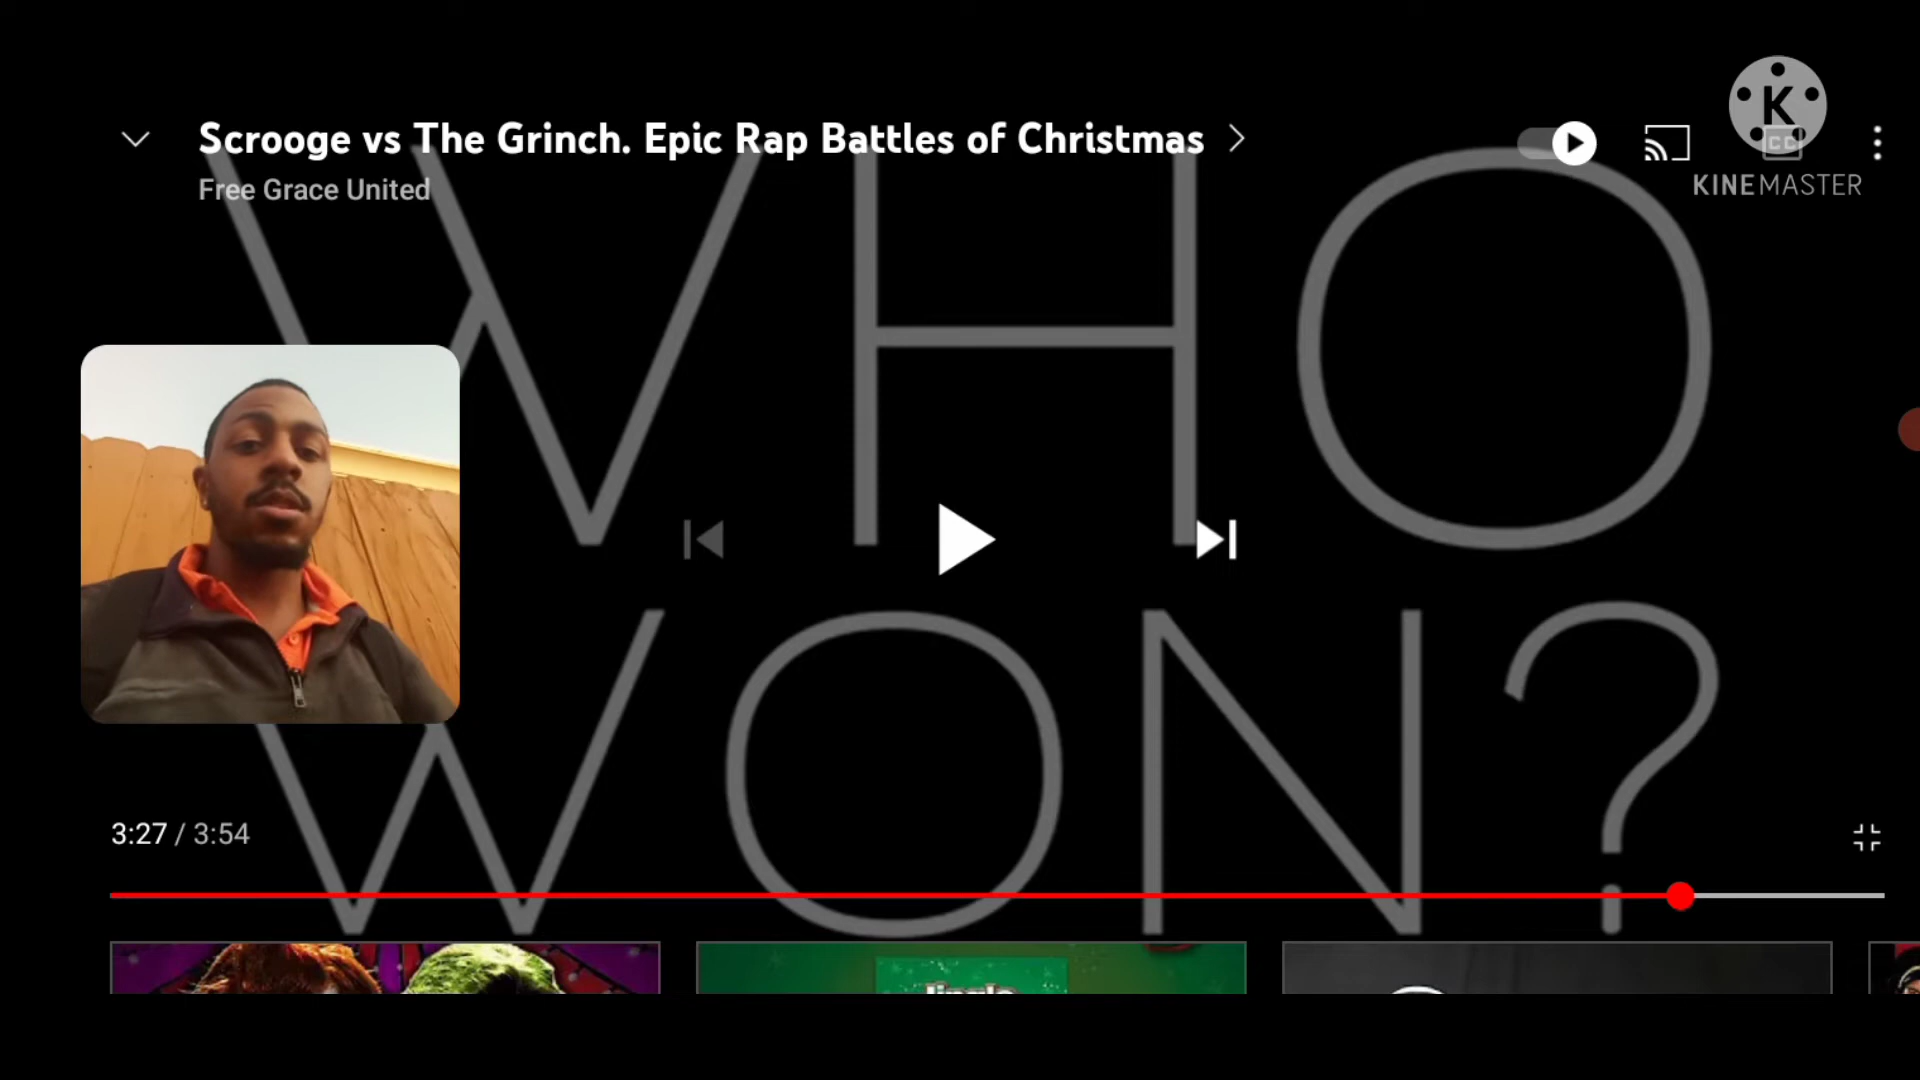 Scrooge vs The Grinch. Epic Rap Battles of Christmas
Free Grace United
CC
K
KINEMASTER
WHO
WON?
3:27 / 3:54